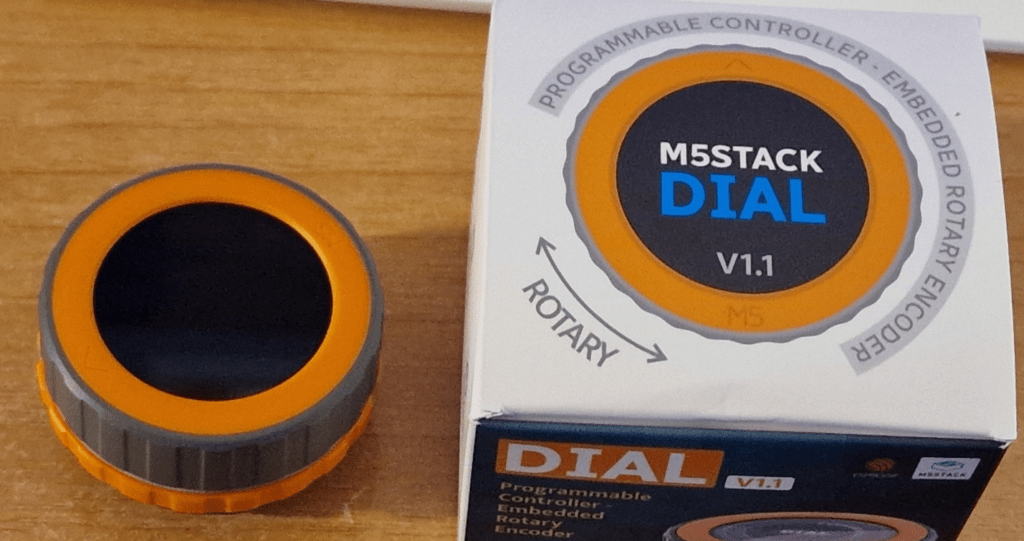 PROGRAMMABLE CONTROLLER - EMBEDDED ROTARY ENCODER
M5STACK
DIAL
V1.1
M5
ROTARY
DIAL
V1.1
M5STACK
Programmable
Controller -
Embedded
Rotary
Encoder